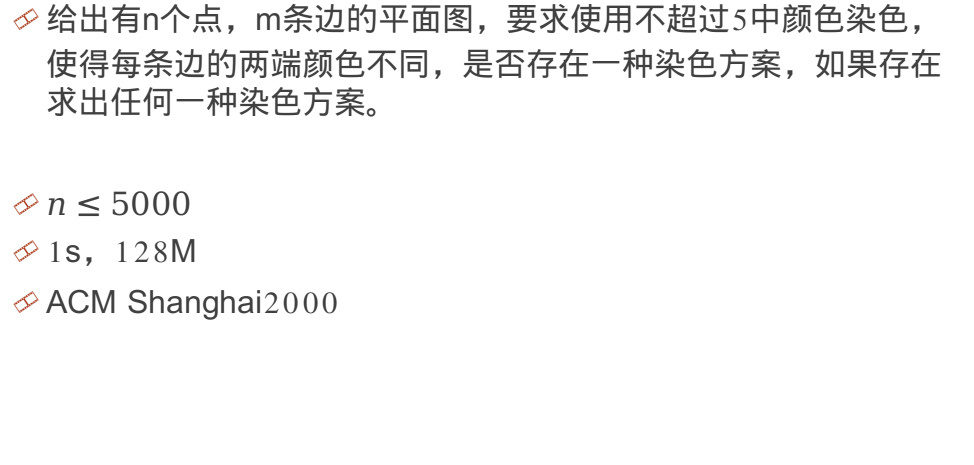 给出有n个点，m条边的平面图，要求使用不超过5中颜色染色，
使得每条边的两端颜色不同，是否存在一种染色方案，如果存在
求出任何一种染色方案。
n ≤ 5000
1s，128M
ACM Shanghai2000